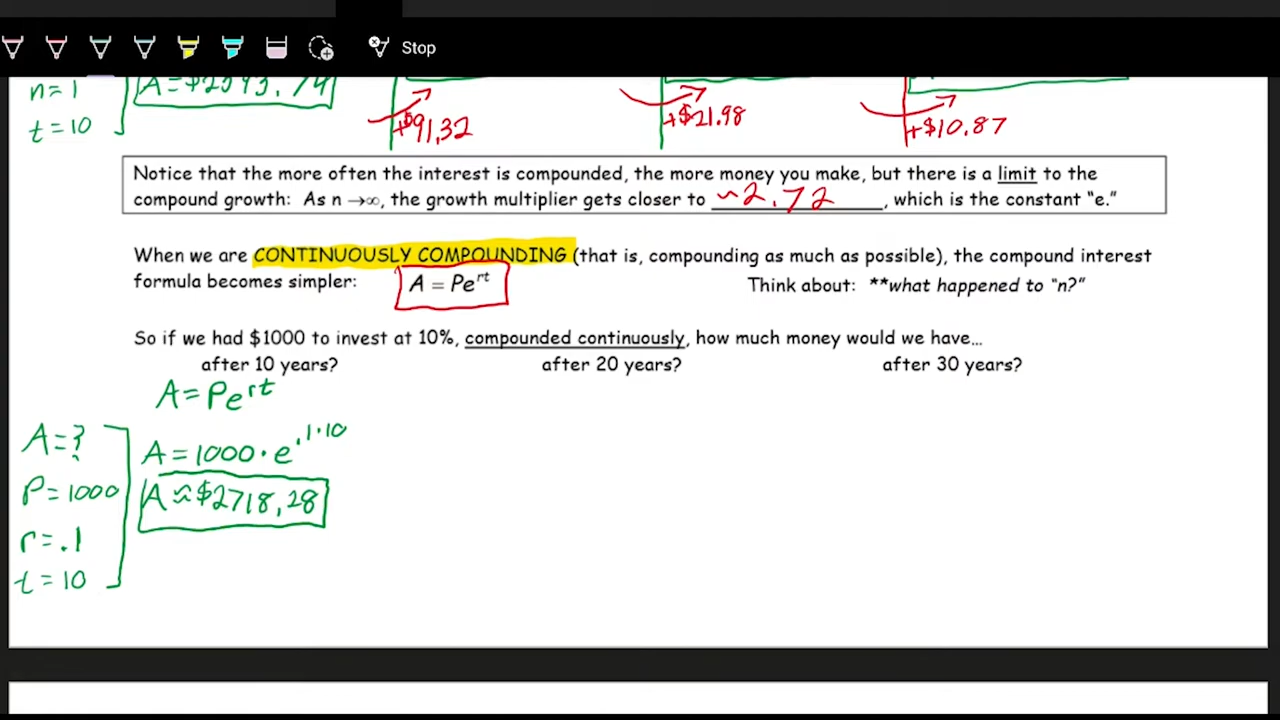 Stop
n = 1
t = 10
+$91.32
+$21.98
+$10.87
Notice that the more often the interest is compounded, the more money you make, but there is a limit to the
compound growth: As n →∞, the growth multiplier gets closer to ~2.72, which is the constant "e."
When we are CONTINUOUSLY COMPOUNDING (that is, compounding as much as possible), the compound interest
formula becomes simpler: A = Pe^rt Think about: **what happened to "n?"
So if we had $1000 to invest at 10%, compounded continuously, how much money would we have…
after 10 years? after 20 years? after 30 years?
A = Pe^rt
A = ?
P = 1000
r = .1
t = 10
A = 1000 · e^.1·10
A ≈ $2718.28